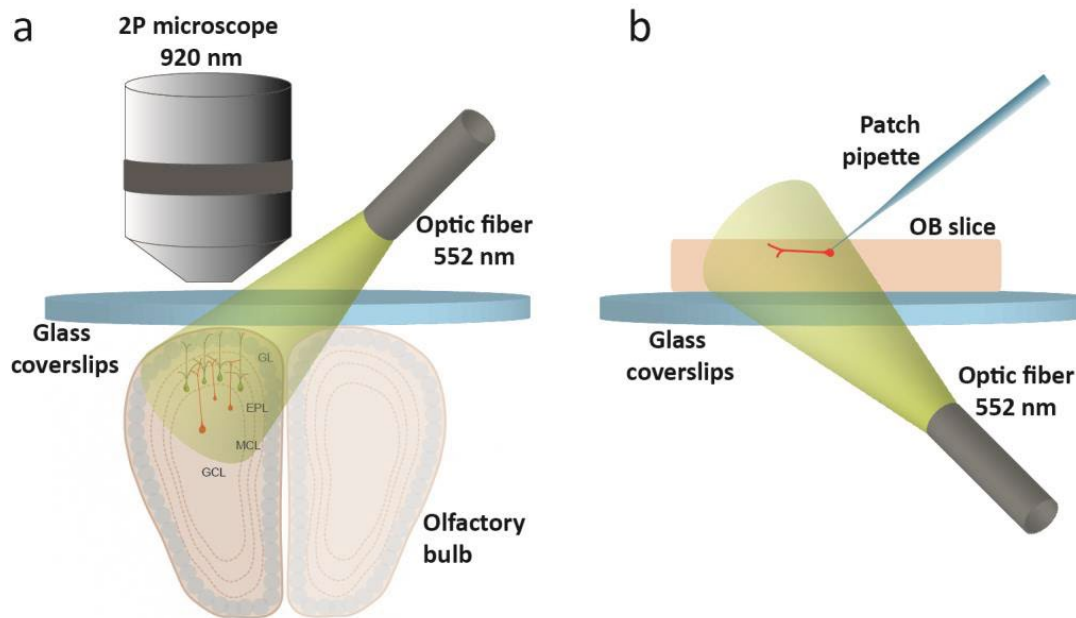 a
2P microscope
920 nm
Optic fiber
552 nm
Glass
coverslips
GL
EPL
MCL
GCL
Olfactory
bulb
b
Patch
pipette
OB slice
Glass
coverslips
Optic fiber
552 nm